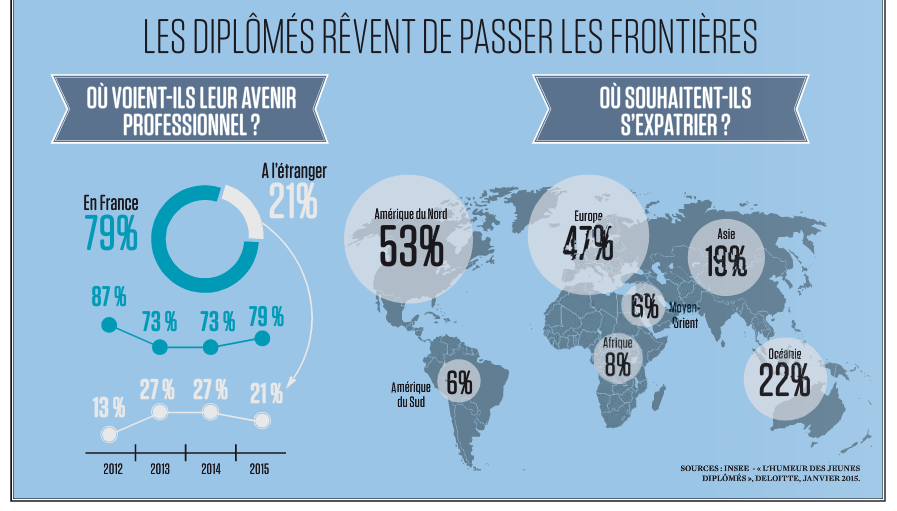 LES DIPLÔMÉS RÊVENT DE PASSER LES FRONTIÈRES
OÙ VOIENT-ILS LEUR AVENIR
PROFESSIONNEL ?
En France
79%
A l'étranger
21%
87 %
73 %
73 %
79 %
13 %
27 %
27 %
21 %
2012
2013
2014
2015
OÙ SOUHAITENT-ILS
S'EXPATRIER ?
Amérique du Nord
53%
Europe
47%
Asie
19%
6%
Moyen-
Orient
Afrique
8%
Amérique
du Sud
6%
Océanie
22%
SOURCES : INSEE - « L'HUMEUR DES JEUNES
DIPLÔMÉS », DELOITTE, JANVIER 2015.